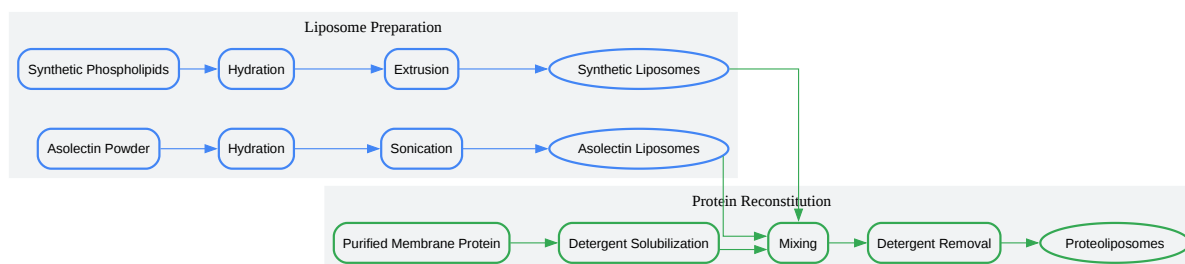 Liposome Preparation
Synthetic Phospholipids
Hydration
Extrusion
Synthetic Liposomes
Asolectin Powder
Hydration
Sonication
Asolectin Liposomes
Protein Reconstitution
Purified Membrane Protein
Detergent Solubilization
Mixing
Detergent Removal
Proteoliposomes